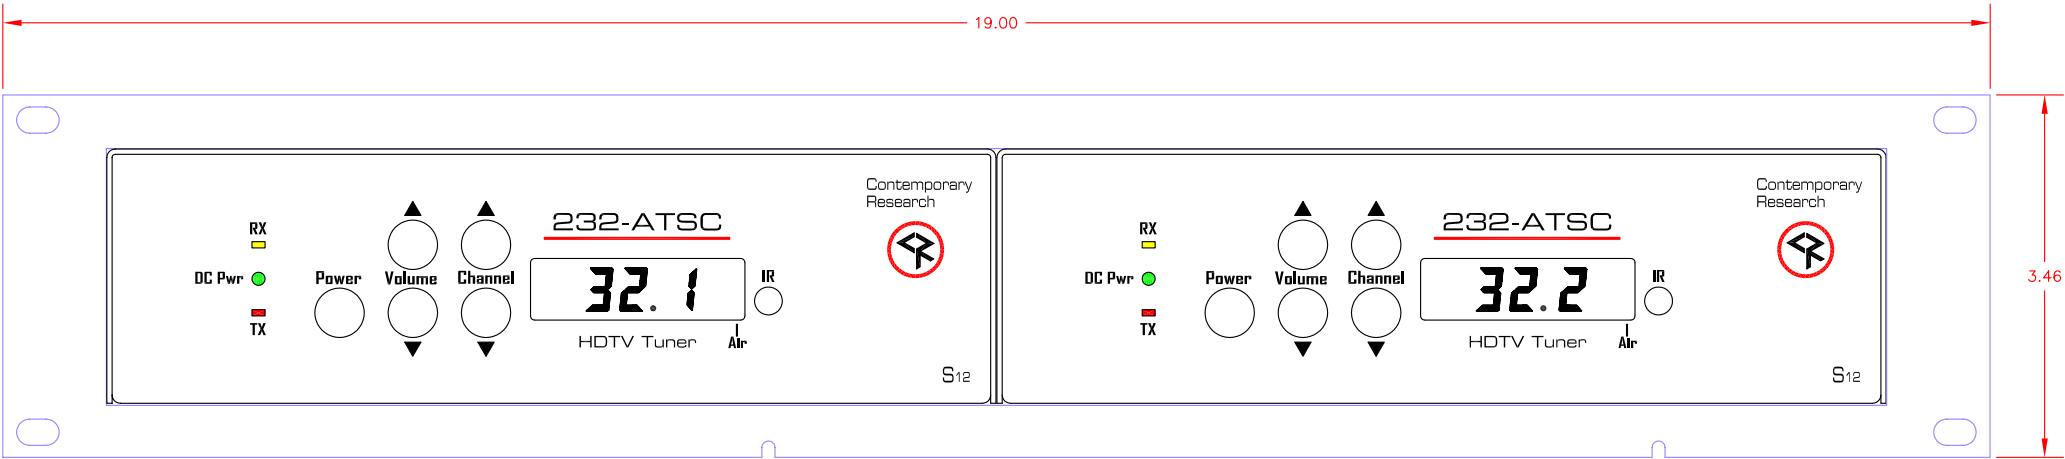 19.00
3.46
Contemporary
Research
232-ATSC
RX
DC Pwr
TX
Power
Volume
Channel
32.1
IR
HDTV Tuner
Air
S12
Contemporary
Research
232-ATSC
RX
DC Pwr
TX
Power
Volume
Channel
32.2
IR
HDTV Tuner
Air
S12